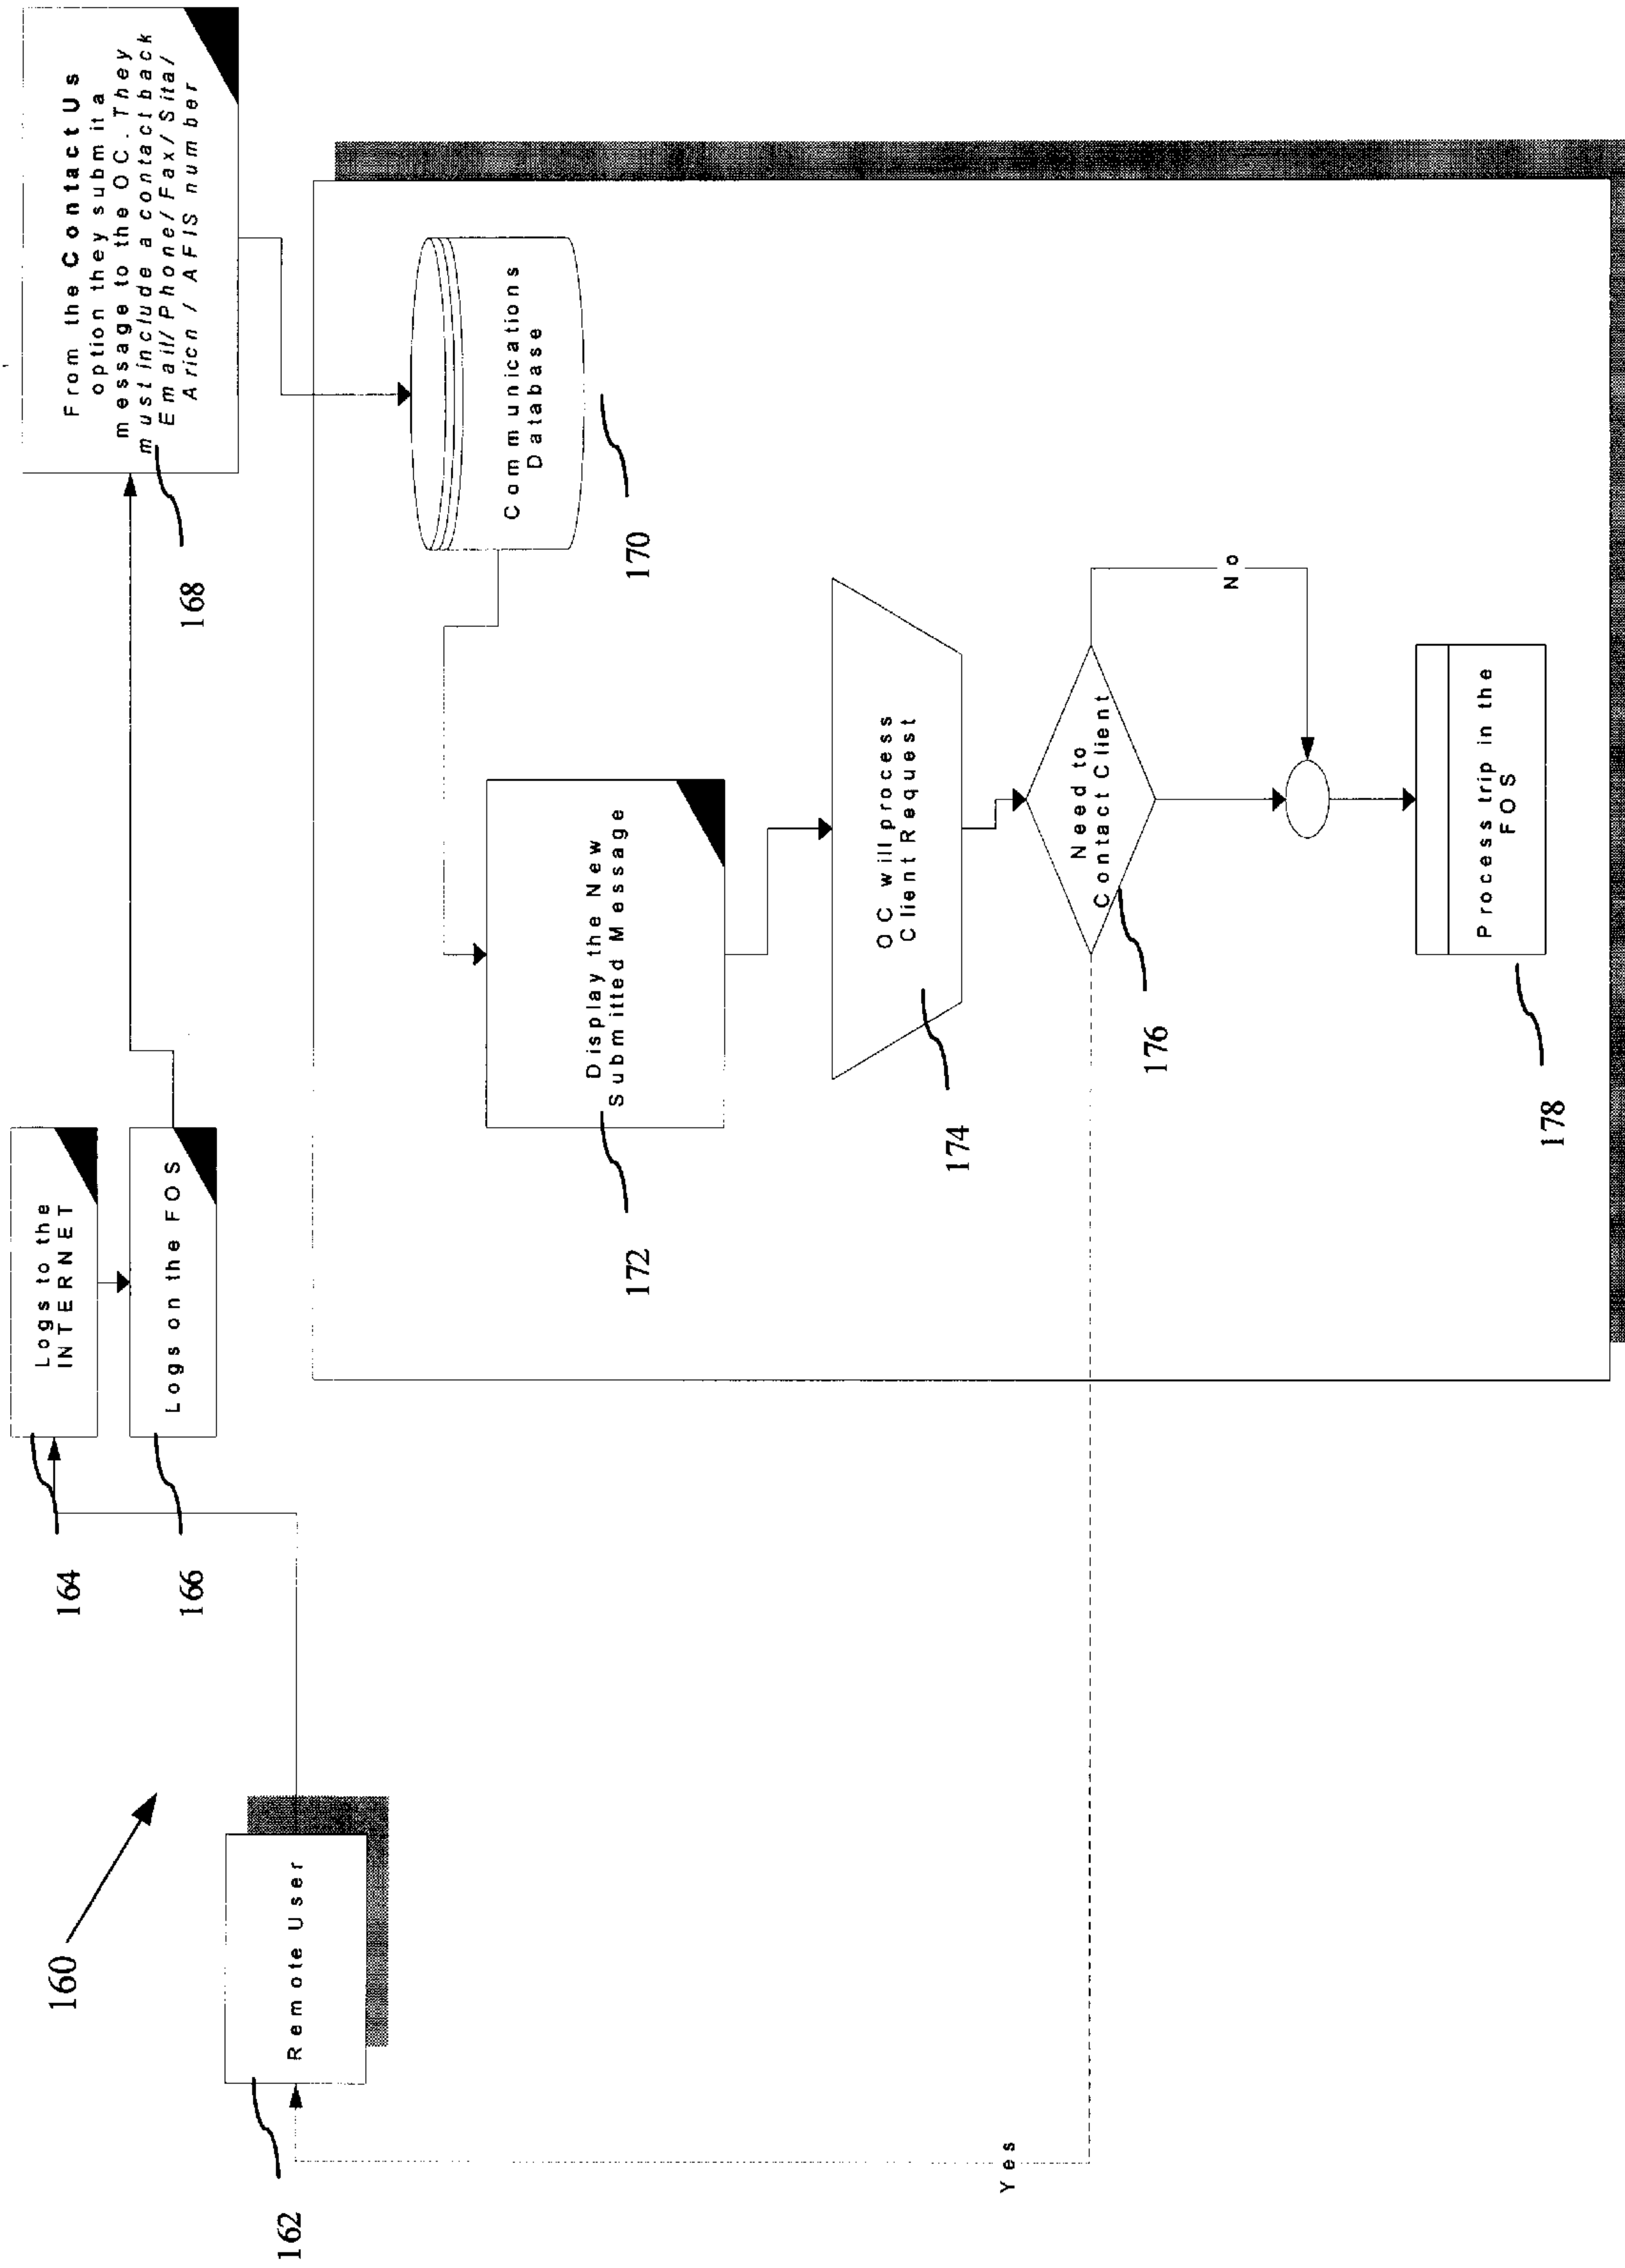 160
162
Remote User
164
Logs to the
INTERNET
166
Logs on the FOS
168
From the Contact Us
option they submit a
message to the OC. They
must include a contact back
Email/Phone/Fax/Sita/
Aricn / AFIS number
Communications
Database
170
Display the New
Submitted Message
172
OC will process
Client Request
174
Need to
Contact Client
176
No
Yes
Process trip in the
FOS
178